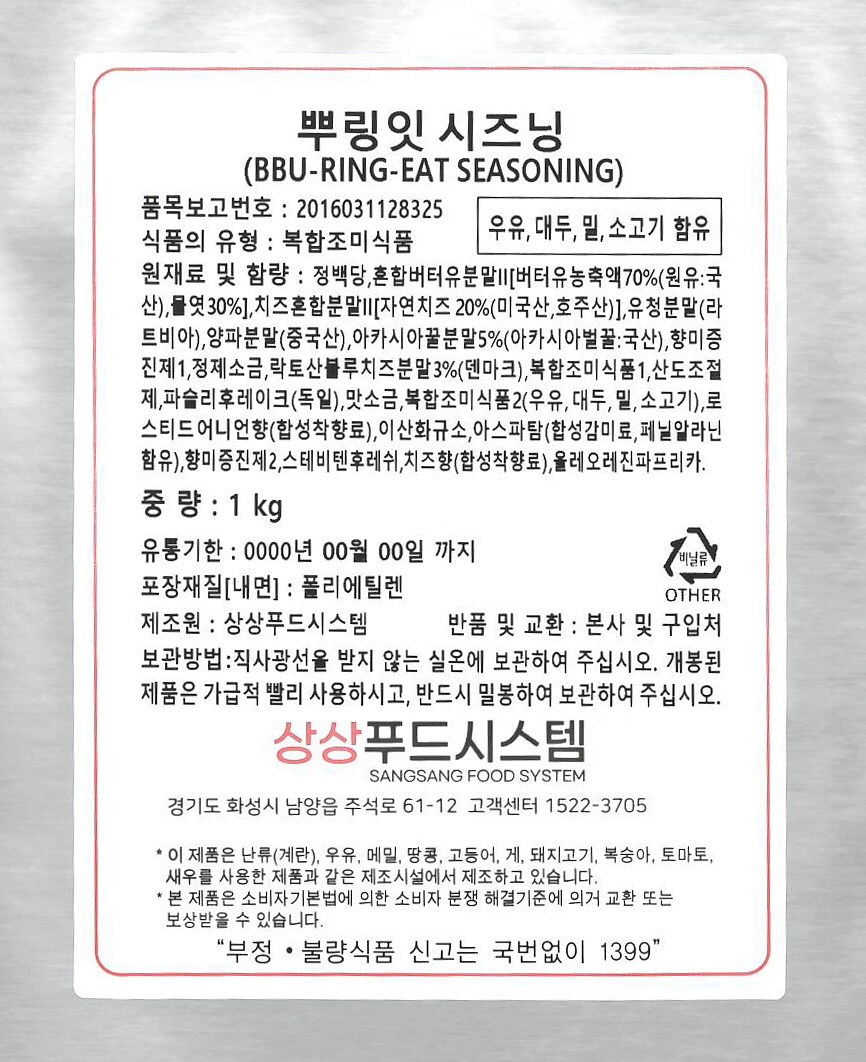 뿌링잇 시즈닝
(BBU-RING-EAT SEASONING)
품목보고번호 : 2016031128325
식품의 유형 : 복합조미식품
우유, 대두, 밀, 소고기 함유
원재료 및 함량 : 정백당,혼합버터유분말II[버터유농축액70%(원유:국
산),물엿30%],치즈혼합분말II[자연치즈 20%(미국산,호주산)],유청분말(라
트비아),양파분말(중국산),아카시아꿀분말5%(아카시아벌꿀:국산),향미증
진제1,정제소금,락토산블루치즈분말3%(덴마크),복합조미식품1,산도조절
제,파슬리후레이크(독일),맛소금,복합조미식품2(우유, 대두, 밀, 소고기),로
스티드어니언향(합성착향료),이산화규소,아스파탐(합성감미료,페닐알라닌
함유),향미증진제2,스테비텐후레쉬,치즈향(합성착향료),올레오레진파프리카.
중 량 : 1 kg
유통기한 : 0000년 00월 00일 까지
포장재질[내면] : 폴리에틸렌
비닐류
OTHER
제조원 : 상상푸드시스템 반품 및 교환 : 본사 및 구입처
보관방법:직사광선을 받지 않는 실온에 보관하여 주십시오. 개봉된
제품은 가급적 빨리 사용하시고, 반드시 밀봉하여 보관하여 주십시오.
상상푸드시스템
SANGSANG FOOD SYSTEM
경기도 화성시 남양읍 주석로 61-12 고객센터 1522-3705
* 이 제품은 난류(계란), 우유, 메밀, 땅콩, 고등어, 게, 돼지고기, 복숭아, 토마토,
새우를 사용한 제품과 같은 제조시설에서 제조하고 있습니다.
* 본 제품은 소비자기본법에 의한 소비자 분쟁 해결기준에 의거 교환 또는
보상받을 수 있습니다.
“부정 • 불량식품 신고는 국번없이 1399”